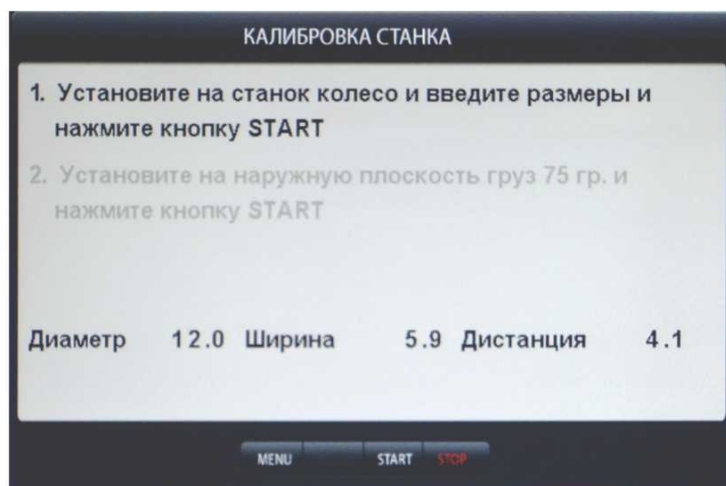 КАЛИБРОВКА СТАНКА
1. Установите на станок колесо и введите размеры и
нажмите кнопку START
2. Установите на наружную плоскость груз 75 гр. и
нажмите кнопку START
Диаметр 12.0 Ширина 5.9 Дистанция 4.1
MENU START STOP